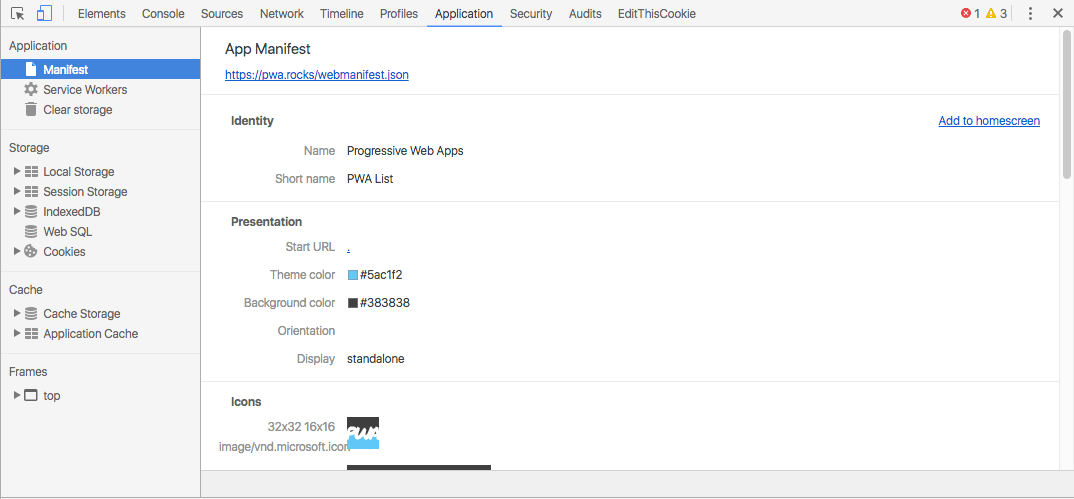 Elements Console Sources Network Timeline Profiles Application Security Audits EditThisCookie 1 3
Application
Manifest
Service Workers
Clear storage
Storage
Local Storage
Session Storage
IndexedDB
Web SQL
Cookies
Cache
Cache Storage
Application Cache
Frames
top
App Manifest
https://pwa.rocks/webmanifest.json
Identity Add to homescreen
Name Progressive Web Apps
Short name PWA List
Presentation
Start URL .
Theme color #5ac1f2
Background color #383838
Orientation
Display standalone
Icons
32x32 16x16
pwa
image/vnd.microsoft.icon